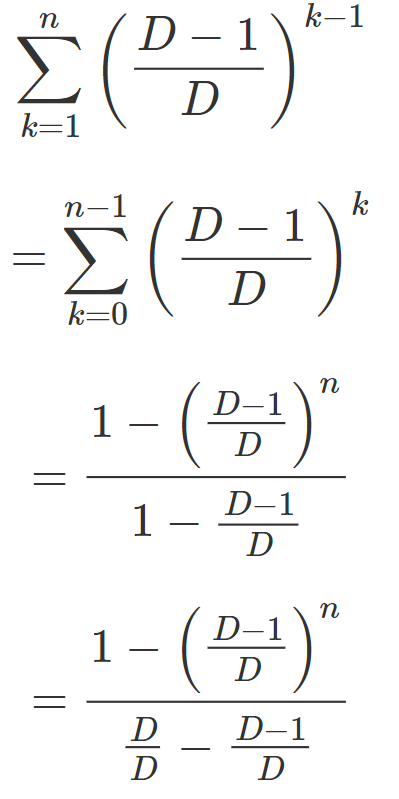 \sum_{k=1}^{n} \left( \frac{D-1}{D} \right)^{k-1}
= \sum_{k=0}^{n-1} \left( \frac{D-1}{D} \right)^{k}
= \frac{1 - \left( \frac{D-1}{D} \right)^{n}}{1 - \frac{D-1}{D}}
= \frac{1 - \left( \frac{D-1}{D} \right)^{n}}{\frac{D}{D} - \frac{D-1}{D}}